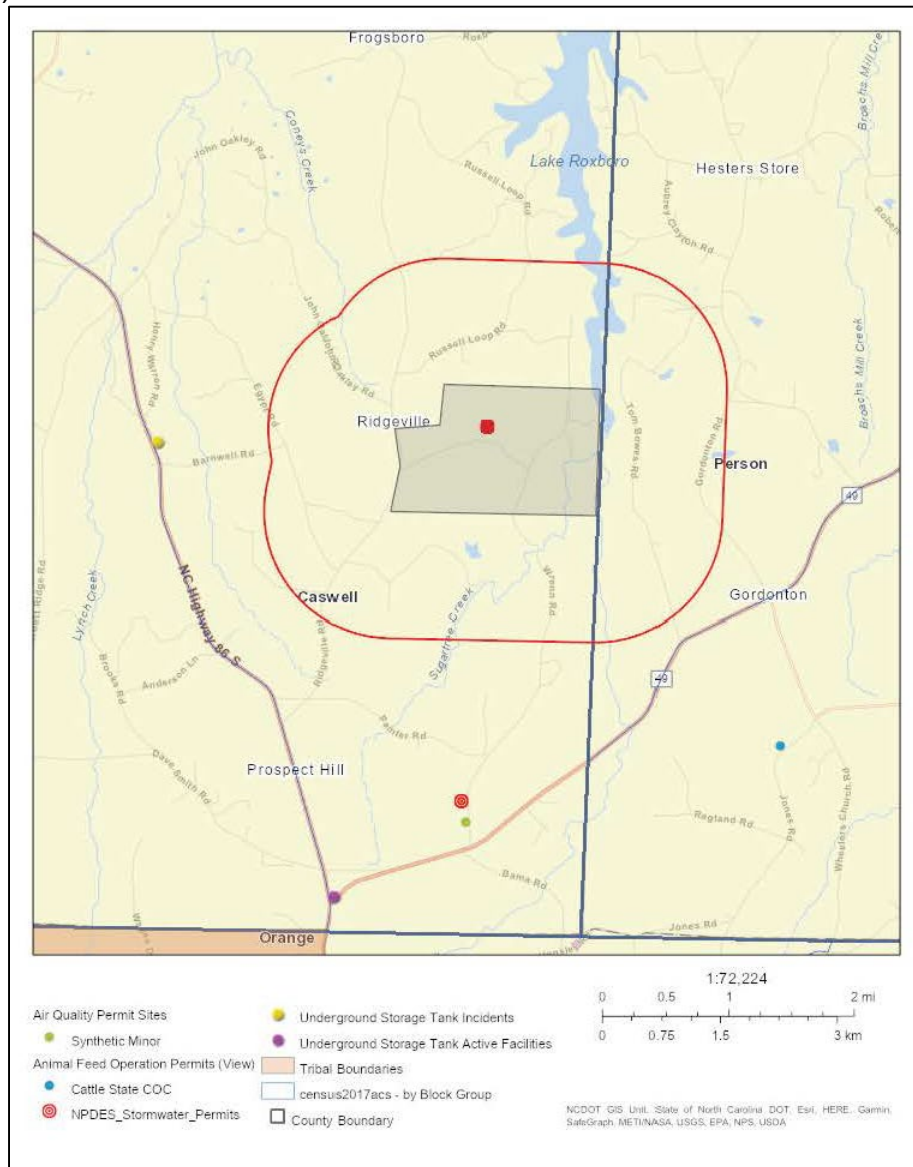 )
Frogsboro
Coneys Creek
John Oakley Rd
Russell Loop Rd
Lake Roxboro
Hesters Store
Broachs Mill Creek
Aubrey Clayton Rd
Henry Warren Rd
Russell Loop Rd
Egypt Rd
Ridgeville
Barnwell Rd
Tom Bowes Rd
Gordonton Rd
Broachs Mill Creek
Person
49
Lynch Creek
NC Highway 86 S
Caswell
Sugartree Creek
Wrenn Rd
Gordonton
Ridgeville Rd
Brooks Rd
Anderson Ln
49
Painter Rd
Prospect Hill
Dave Smith Rd
Ragland Rd
Jones Rd
Wheelers Church Rd
Bama Rd
Jones Rd
Orange
1:72,224
0 0.5 1 2 mi
0 0.75 1.5 3 km
Air Quality Permit Sites
Synthetic Minor
Animal Feed Operation Permits (View)
Cattle State COC
NPDES_Stormwater_Permits
Underground Storage Tank Incidents
Underground Storage Tank Active Facilities
Tribal Boundaries
census2017acs - by Block Group
County Boundary
NCDOT GIS Unit, State of North Carolina DOT, Esri, HERE, Garmin,
SafeGraph, METI/NASA, USGS, EPA, NPS, USDA